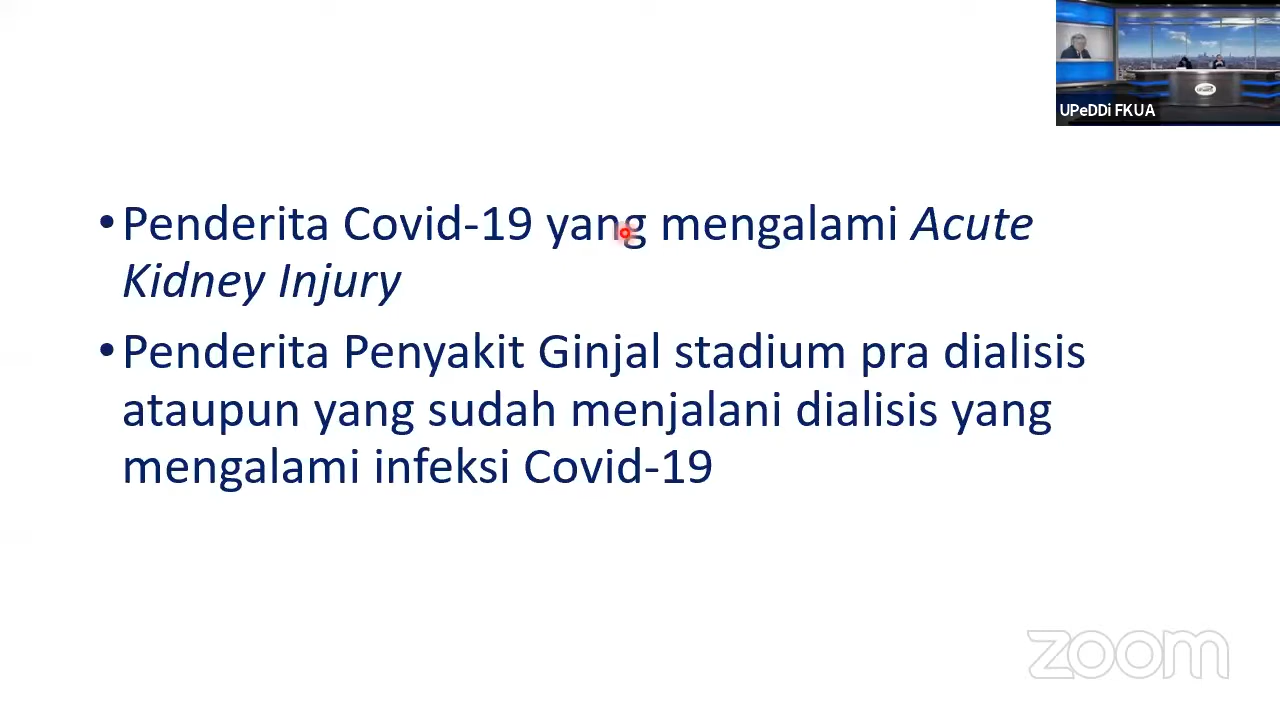 UPeDDi FKUA
•Penderita Covid-19 yang mengalami Acute
Kidney Injury
•Penderita Penyakit Ginjal stadium pra dialisis
ataupun yang sudah menjalani dialisis yang
mengalami infeksi Covid-19
zoom